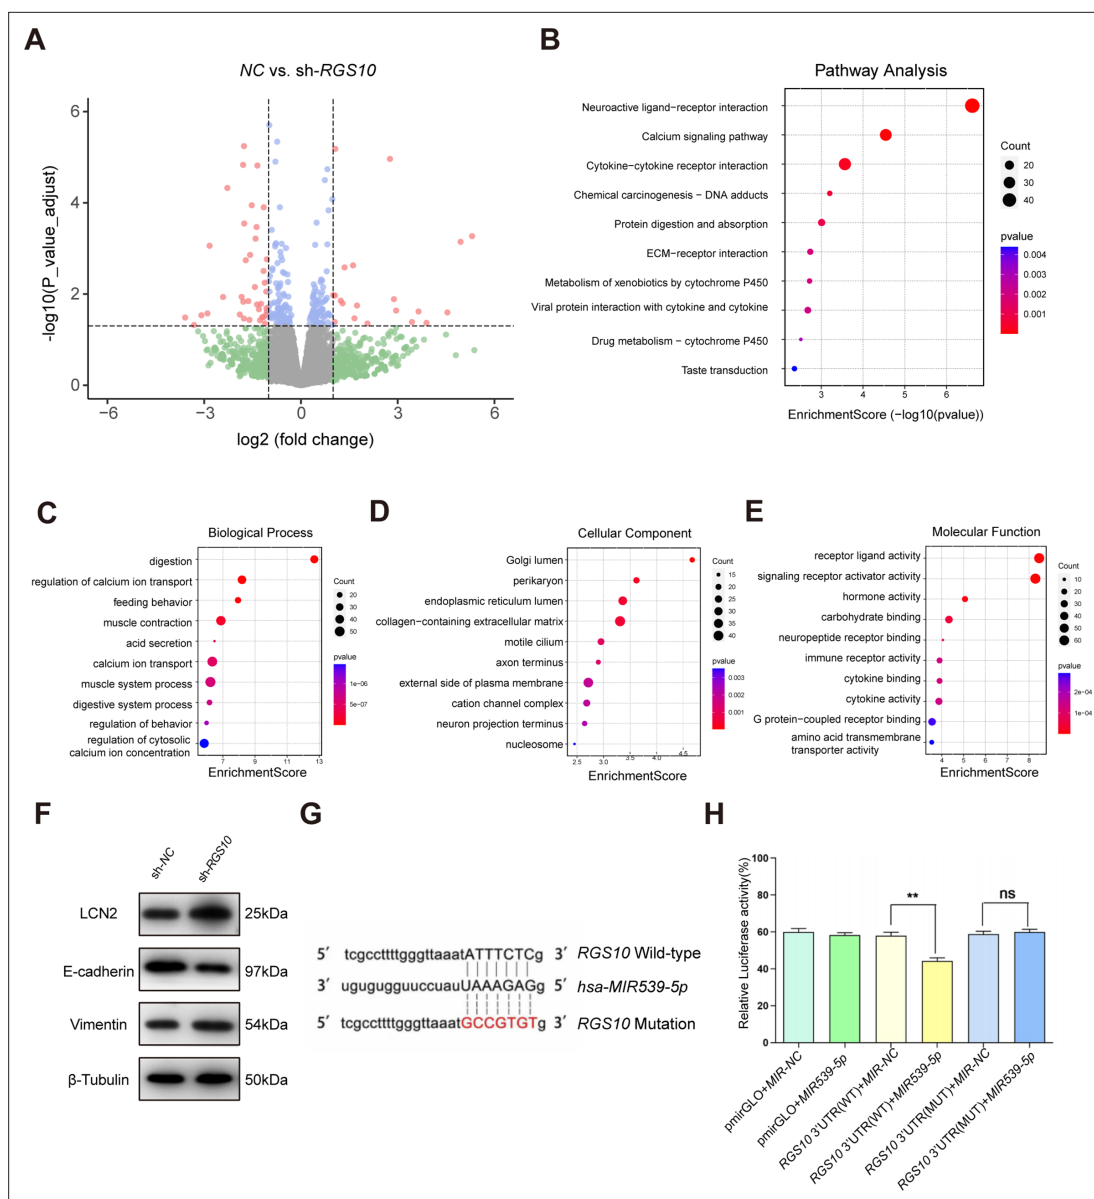 A
NC vs. sh-RGS10
-log10(P_value_adjust)
6
4
2
0
−6
−3
0
3
6
log2 (fold change)
B
Pathway Analysis
Neuroactive ligand−receptor interaction
Calcium signaling pathway
Cytokine−cytokine receptor interaction
Chemical carcinogenesis − DNA adducts
Protein digestion and absorption
ECM−receptor interaction
Metabolism of xenobiotics by cytochrome P450
Viral protein interaction with cytokine and cytokine
Drug metabolism − cytochrome P450
Taste transduction
3
4
5
6
EnrichmentScore (−log10(pvalue))
Count
20
30
40
pvalue
0.004
0.003
0.002
0.001
C
Biological Process
digestion
regulation of calcium ion transport
feeding behavior
muscle contraction
acid secretion
calcium ion transport
muscle system process
digestive system process
regulation of behavior
regulation of cytosolic
calcium ion concentration
7
9
11
13
EnrichmentScore
Count
20
30
40
50
pvalue
1e−06
5e−07
D
Cellular Component
Golgi lumen
perikaryon
endoplasmic reticulum lumen
collagen−containing extracellular matrix
motile cilium
axon terminus
external side of plasma membrane
cation channel complex
neuron projection terminus
nucleosome
2.5
3.0
3.5
4.0
4.5
EnrichmentScore
Count
15
20
25
30
35
40
pvalue
0.003
0.002
0.001
E
Molecular Function
receptor ligand activity
signaling receptor activator activity
hormone activity
carbohydrate binding
neuropeptide receptor binding
immune receptor activity
cytokine binding
cytokine activity
G protein−coupled receptor binding
amino acid transmembrane
transporter activity
4
5
6
7
8
EnrichmentScore
Count
10
20
30
40
50
60
pvalue
2e−04
1e−04
F
sh-NC
sh-RGS10
LCN2
25kDa
E-cadherin
97kDa
Vimentin
54kDa
β-Tubulin
50kDa
G
5′ tcgccttttgggttaaatATTTCTCg 3′ RGS10 Wild-type
3′ ugugugguuccuauUAAAGAGg 5′ hsa-MIR539-5p
5′ tcgccttttgggttaaatGCCGTGTg 3′ RGS10 Mutation
H
Relative Luciferase activity(%)
100
80
60
40
20
0
**
ns
pmirGLO+MIR-NC
pmirGLO+MIR539-5p
RGS10 3'UTR(WT)+MIR-NC
RGS10 3'UTR(WT)+MIR539-5p
RGS10 3'UTR(MUT)+MIR-NC
RGS10 3'UTR(MUT)+MIR539-5p